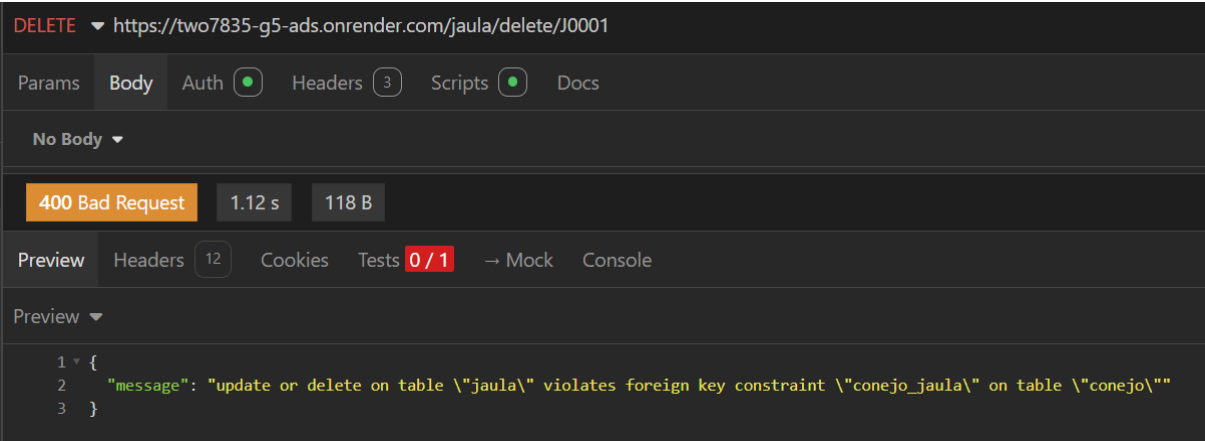 DELETE https://two7835-g5-ads.onrender.com/jaula/delete/J0001
Params Body Auth Headers 3 Scripts Docs
No Body
400 Bad Request 1.12 s 118 B
Preview Headers 12 Cookies Tests 0 / 1 → Mock Console
Preview
1 {
2 "message": "update or delete on table \"jaula\" violates foreign key constraint \"conejo_jaula\" on table \"conejo\""
3 }